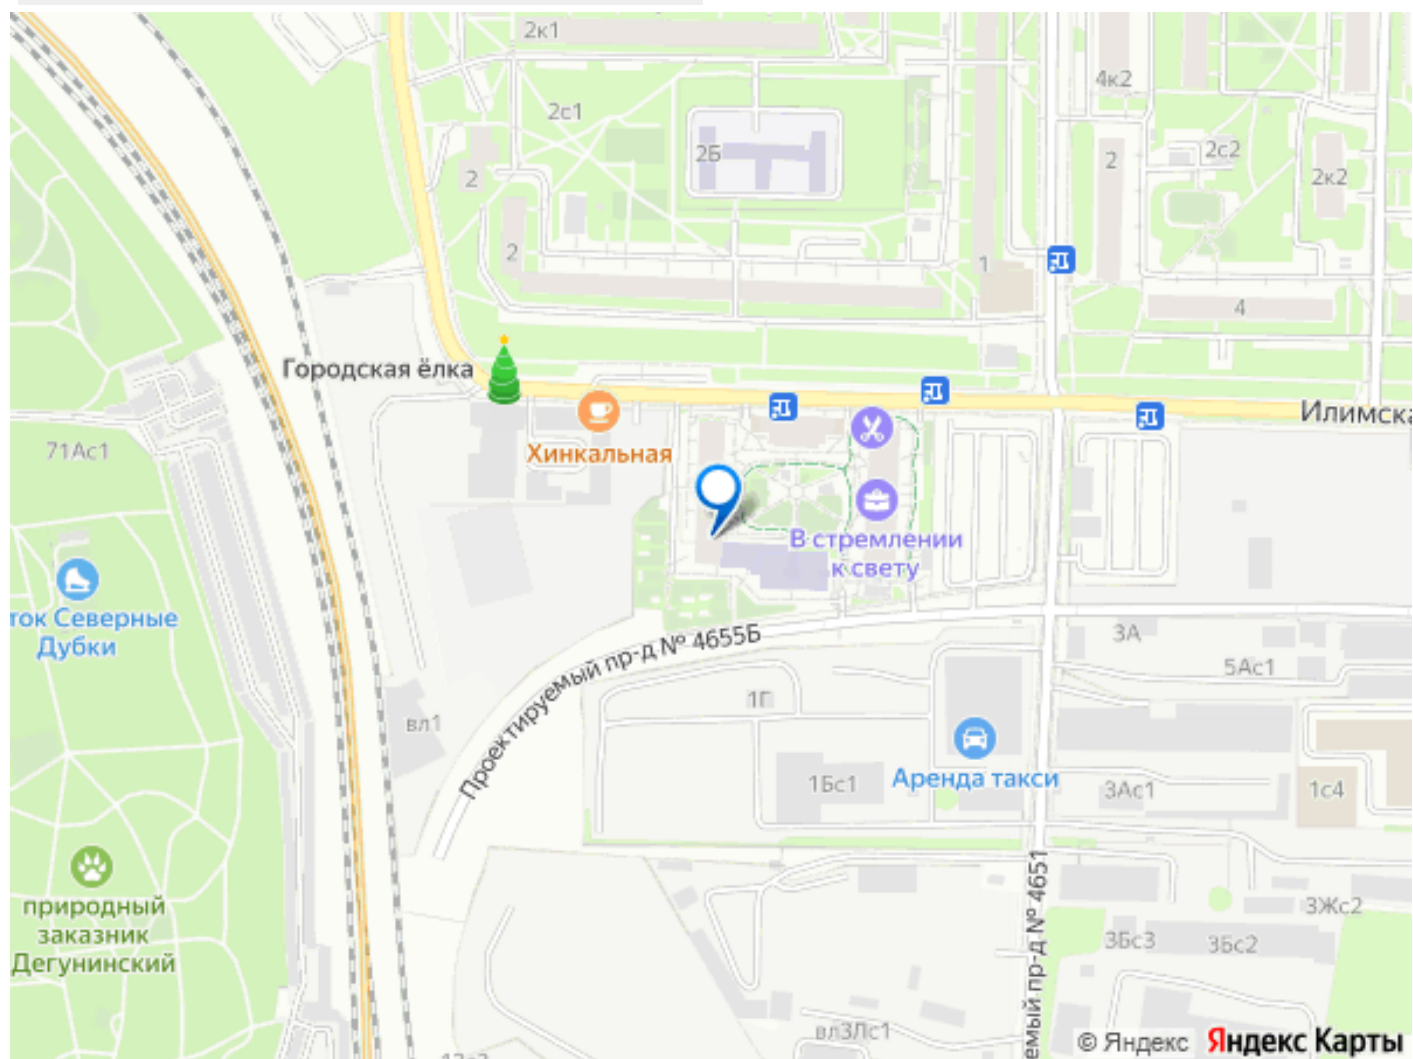 2к1
4к2
2с1
2Б
2
2с2
2к2
2
2
1
4
Городская ёлка
Илимска
71Ас1
Хинкальная
В стремлении
к свету
ток Северные
Дубки
Проектируемый пр-д № 4655Б
3А
5Ас1
1Г
вл1
1Бс1
Аренда такси
3Ас1
1с4
природный
заказник
Дегунинский
емый пр-д № 4651
3Жс2
3Бс3
3Бс2
вл3Лс1
© Яндекс Яндекс Карты